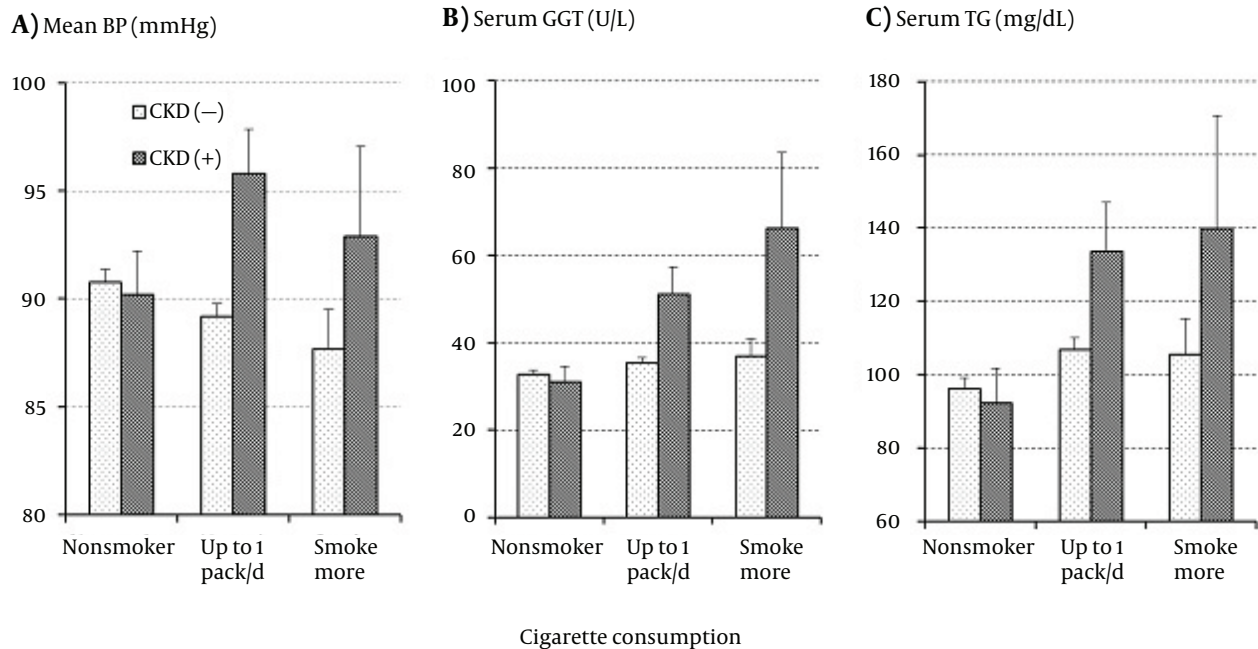 A) Mean BP (mmHg)
100
95
90
85
80
CKD (—)
CKD (+)
Nonsmoker
Up to 1
pack/d
Smoke
more
B) Serum GGT (U/L)
100
80
60
40
20
0
Nonsmoker
Up to 1
pack/d
Smoke
more
C) Serum TG (mg/dL)
180
160
140
120
100
80
60
Nonsmoker
Up to 1
pack/d
Smoke
more
Cigarette consumption